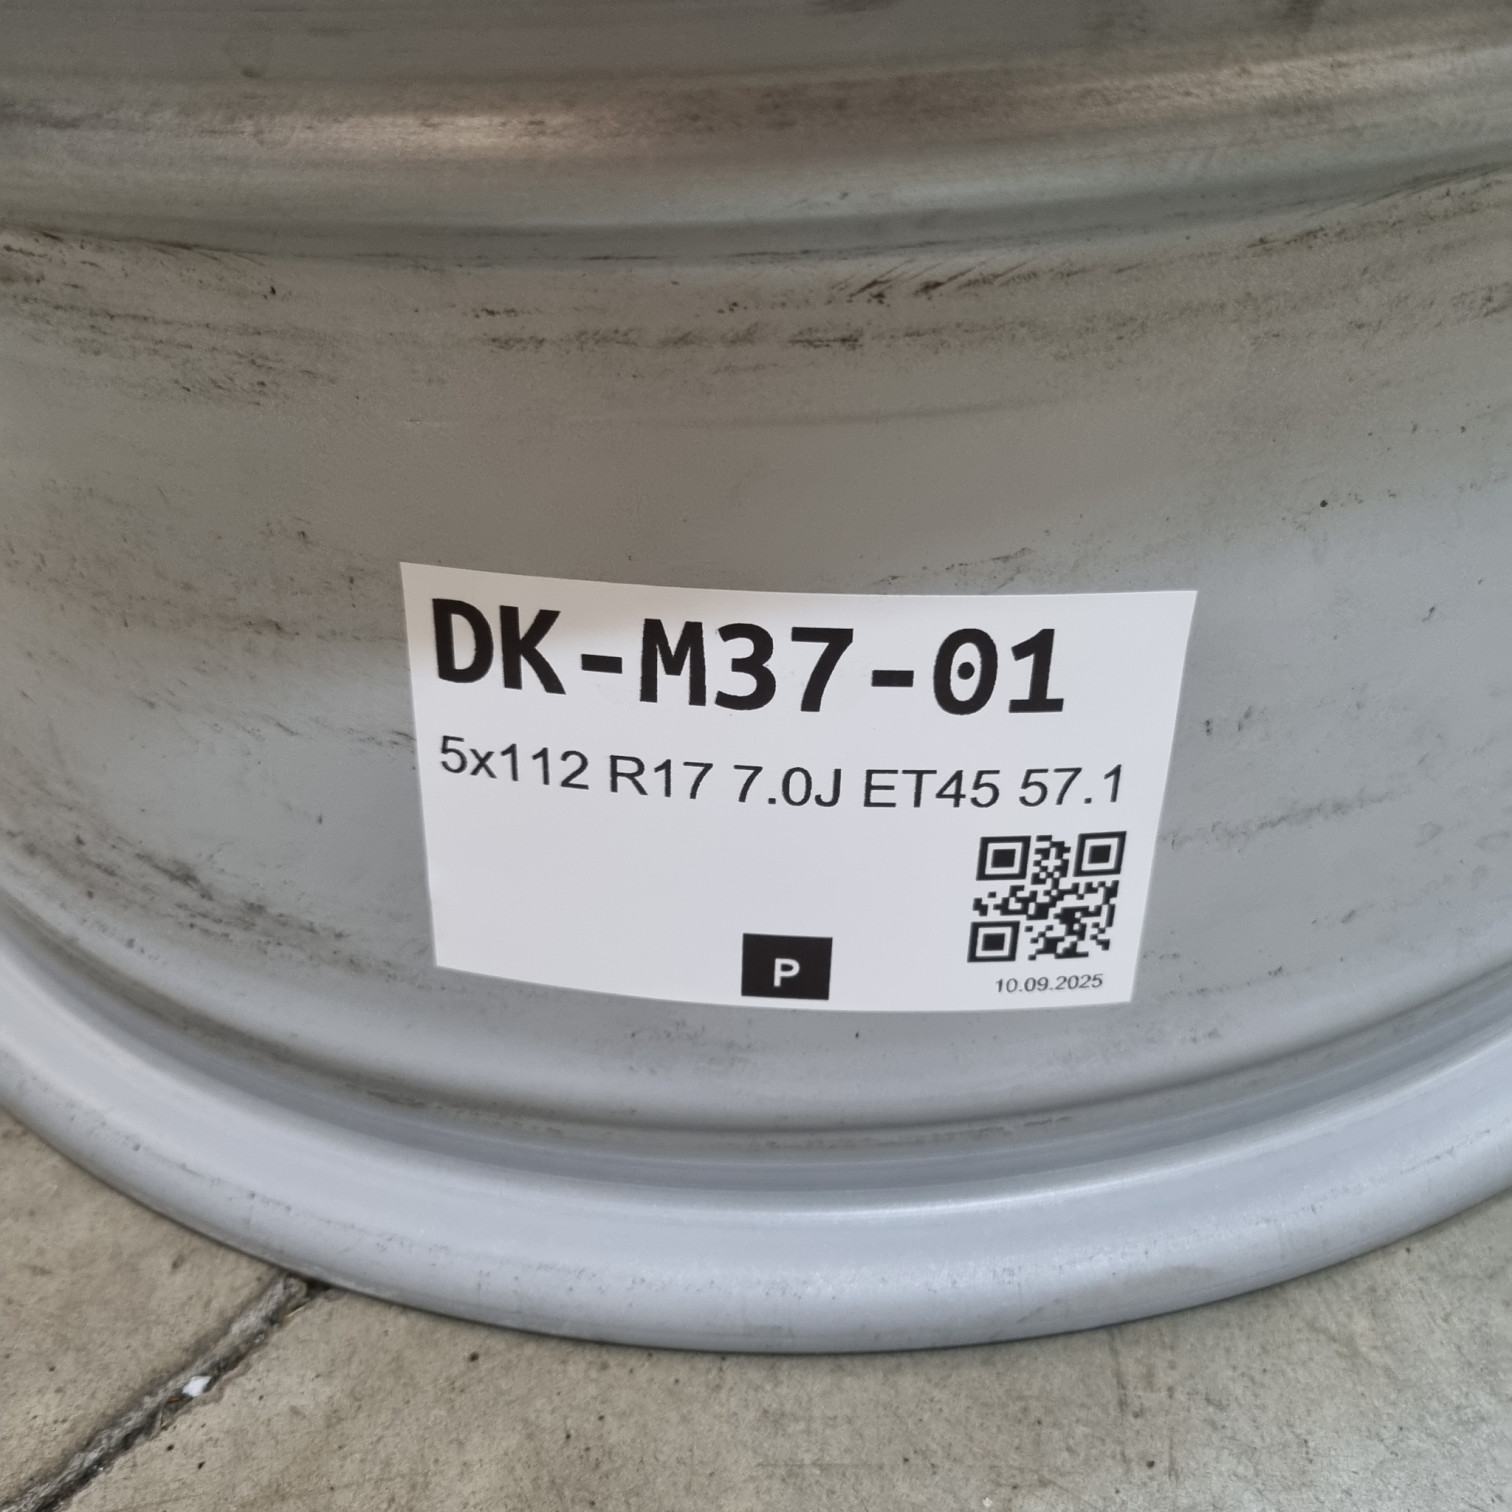 DK-M37-01
5x112 R17 7.0J ET45 57.1
P
10.09.2025